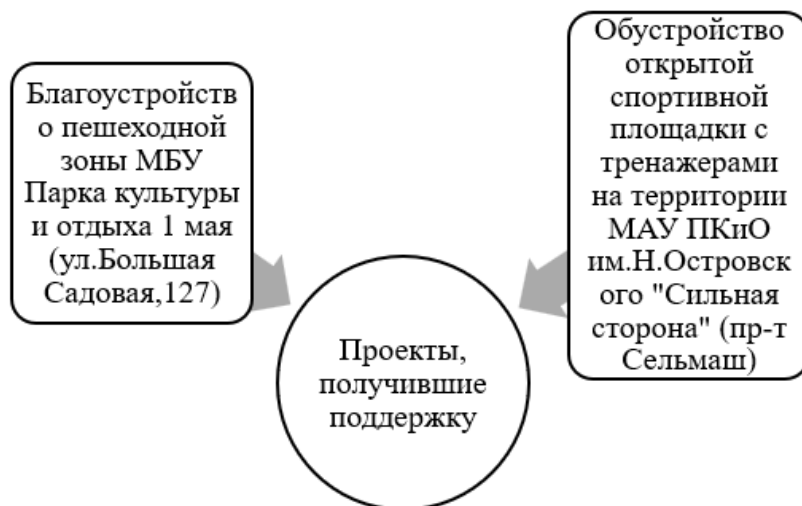 Благоустройств
о пешеходной
зоны МБУ
Парка культуры
и отдыха 1 мая
(ул.Большая
Садовая,127)
Обустройство
открытой
спортивной
площадки с
тренажерами
на территории
МАУ ПКиО
им.Н.Островск
ого "Сильная
сторона" (пр-т
Сельмаш)
Проекты,
получившие
поддержку